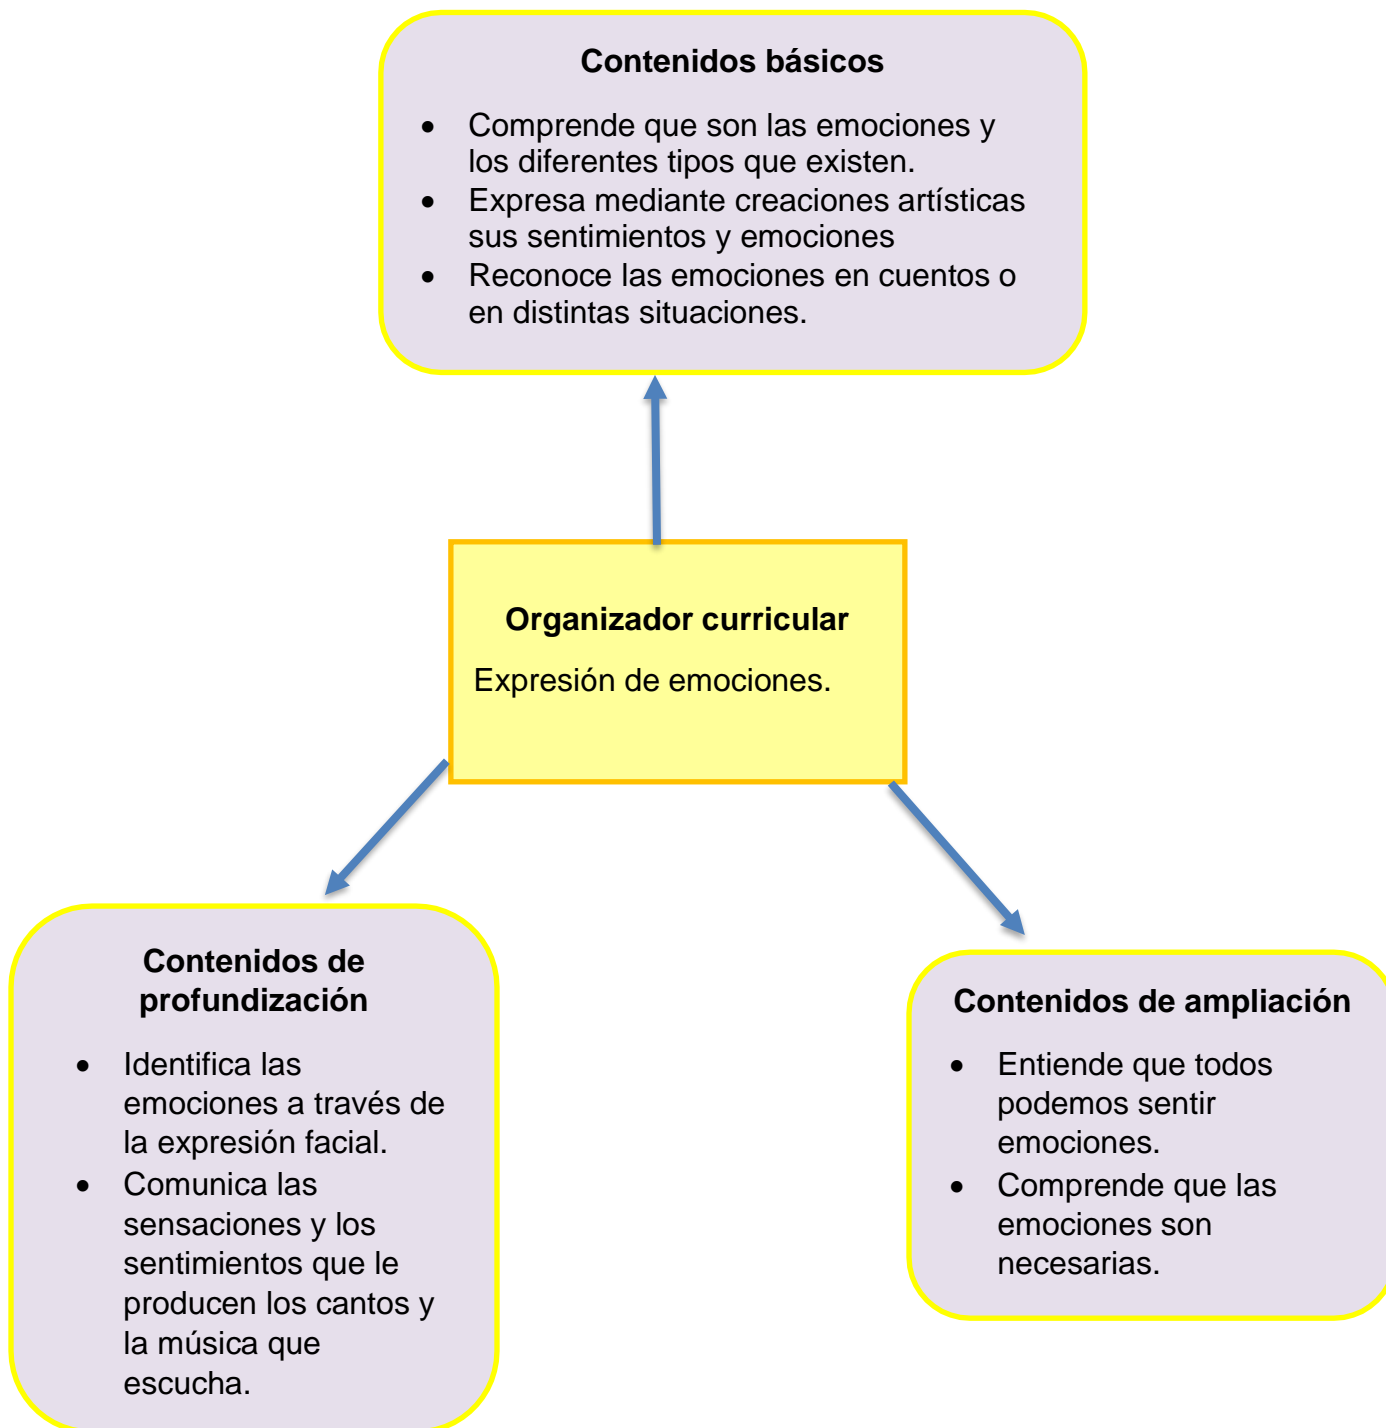 Contenidos básicos
• Comprende que son las emociones y
los diferentes tipos que existen.
• Expresa mediante creaciones artísticas
sus sentimientos y emociones
• Reconoce las emociones en cuentos o
en distintas situaciones.
Organizador curricular
Expresión de emociones.
Contenidos de
profundización
• Identifica las
emociones a través de
la expresión facial.
• Comunica las
sensaciones y los
sentimientos que le
producen los cantos y
la música que
escucha.
Contenidos de ampliación
• Entiende que todos
podemos sentir
emociones.
• Comprende que las
emociones son
necesarias.